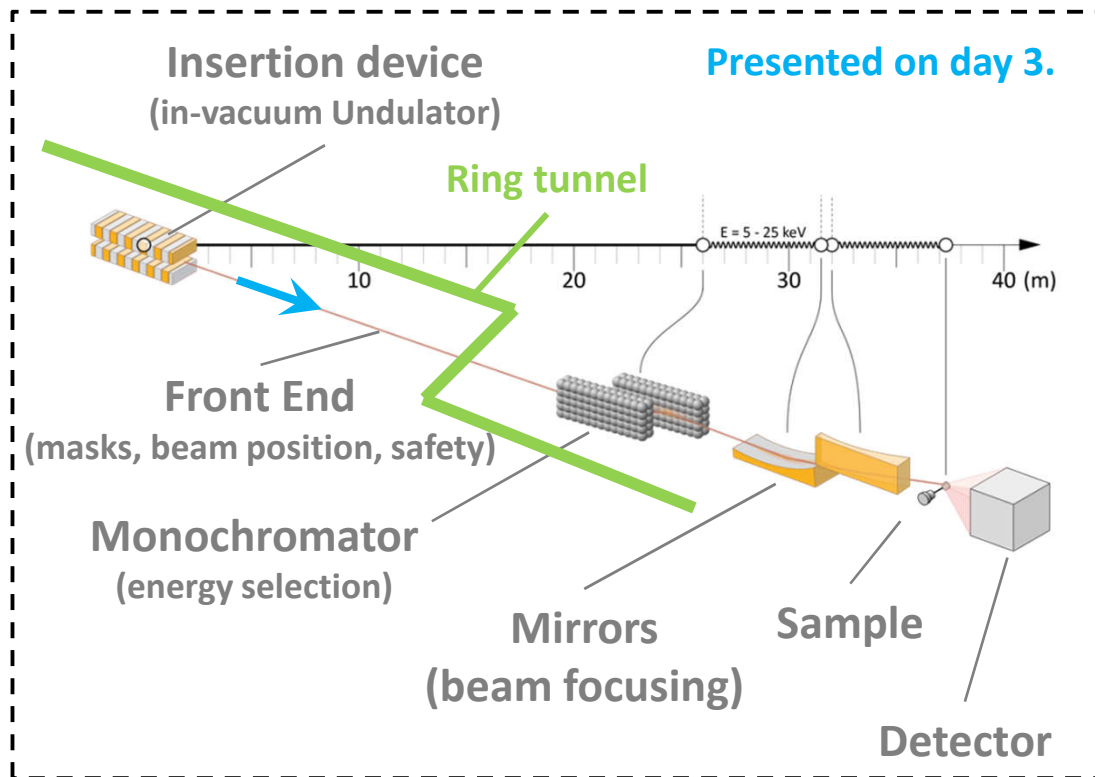 Insertion device
(in-vacuum Undulator)
Presented on day 3.
Ring tunnel
E = 5 - 25 keV
10
20
30
40 (m)
Front End
(masks, beam position, safety)
Monochromator
(energy selection)
Mirrors
(beam focusing)
Sample
Detector